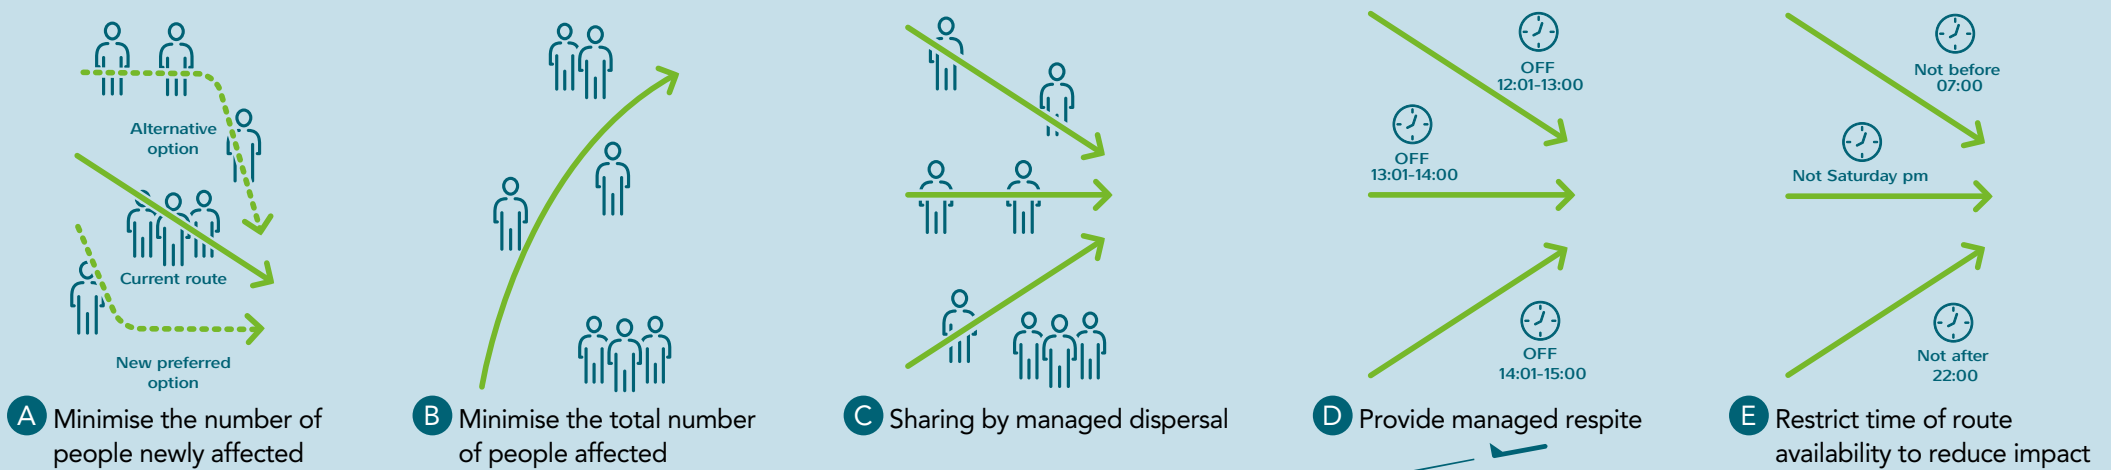 Alternative
option
Current route
New preferred
option
A Minimise the number of
people newly affected
B Minimise the total number
of people affected
C Sharing by managed dispersal
OFF
12:01-13:00
OFF
13:01-14:00
OFF
14:01-15:00
D Provide managed respite
Not before
07:00
Not Saturday pm
Not after
22:00
E Restrict time of route
availability to reduce impact